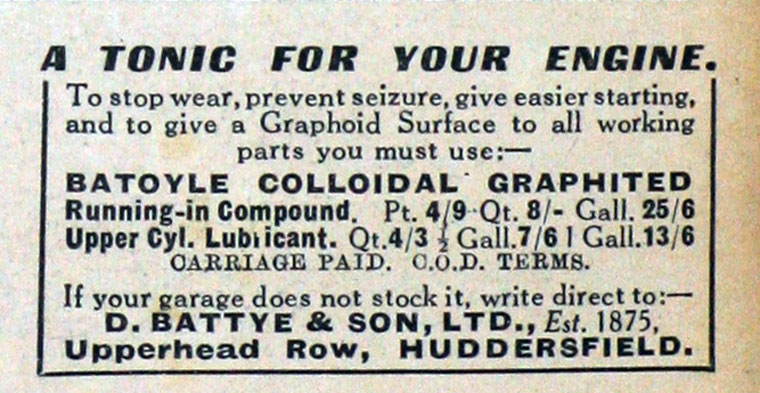 A TONIC FOR YOUR ENGINE.
To stop wear, prevent seizure, give easier starting,
and to give a Graphoid Surface to all working
parts you must use:—
BATOYLE COLLOIDAL GRAPHITED
Running-in Compound. Pt. 4/9 Qt. 8/- Gall. 25/6
Upper Cyl. Lubricant. Qt. 4/3 ½ Gall. 7/6 1 Gall. 13/6
CARRIAGE PAID. C.O.D. TERMS.
If your garage does not stock it, write direct to:—
D. BATTYE & SON, LTD., Est. 1875,
Upperhead Row, HUDDERSFIELD.